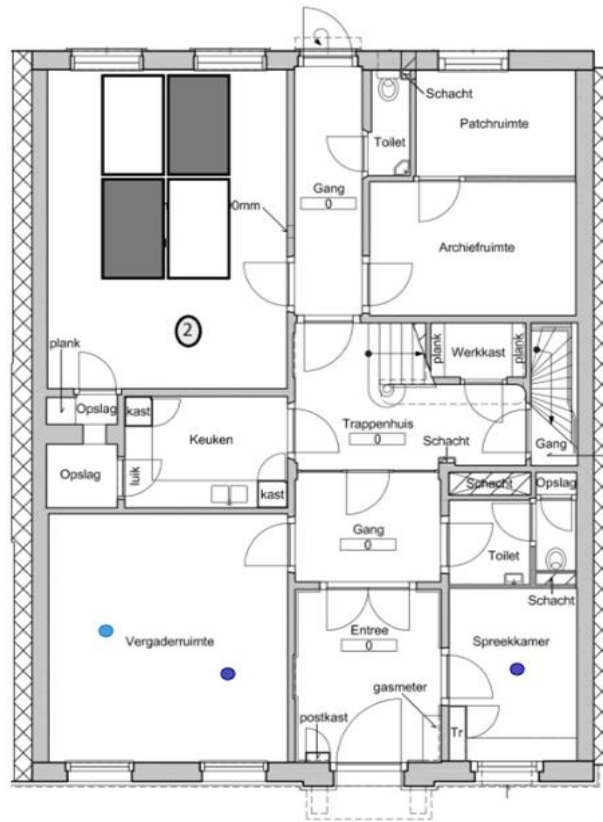 Schacht
Patchruimte
Toilet
Gang
0
0mm
Archiefruimte
2
plank
plank
Werkkast
plank
Opslag
kast
Keuken
Trappenhuis
0
Gang
Schacht
Opslag
luik
kast
Schacht
Opslag
Gang
0
Toilet
Schacht
Vergaderruimte
Entree
0
Spreekkamer
gasmeter
postkast
Tr